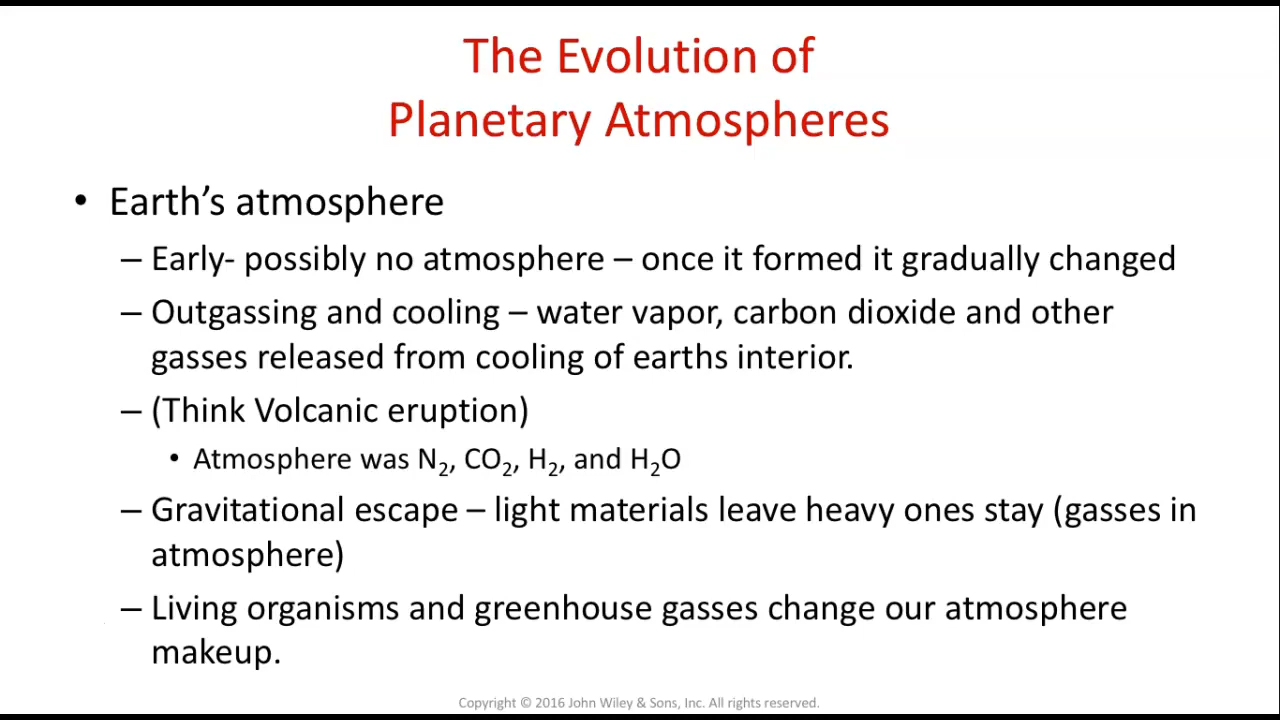 The Evolution of
Planetary Atmospheres
• Earth’s atmosphere
– Early- possibly no atmosphere – once it formed it gradually changed
– Outgassing and cooling – water vapor, carbon dioxide and other
gasses released from cooling of earths interior.
– (Think Volcanic eruption)
• Atmosphere was N₂, CO₂, H₂, and H₂O
– Gravitational escape – light materials leave heavy ones stay (gasses in
atmosphere)
– Living organisms and greenhouse gasses change our atmosphere
makeup.
Copyright © 2016 John Wiley & Sons, Inc. All rights reserved.